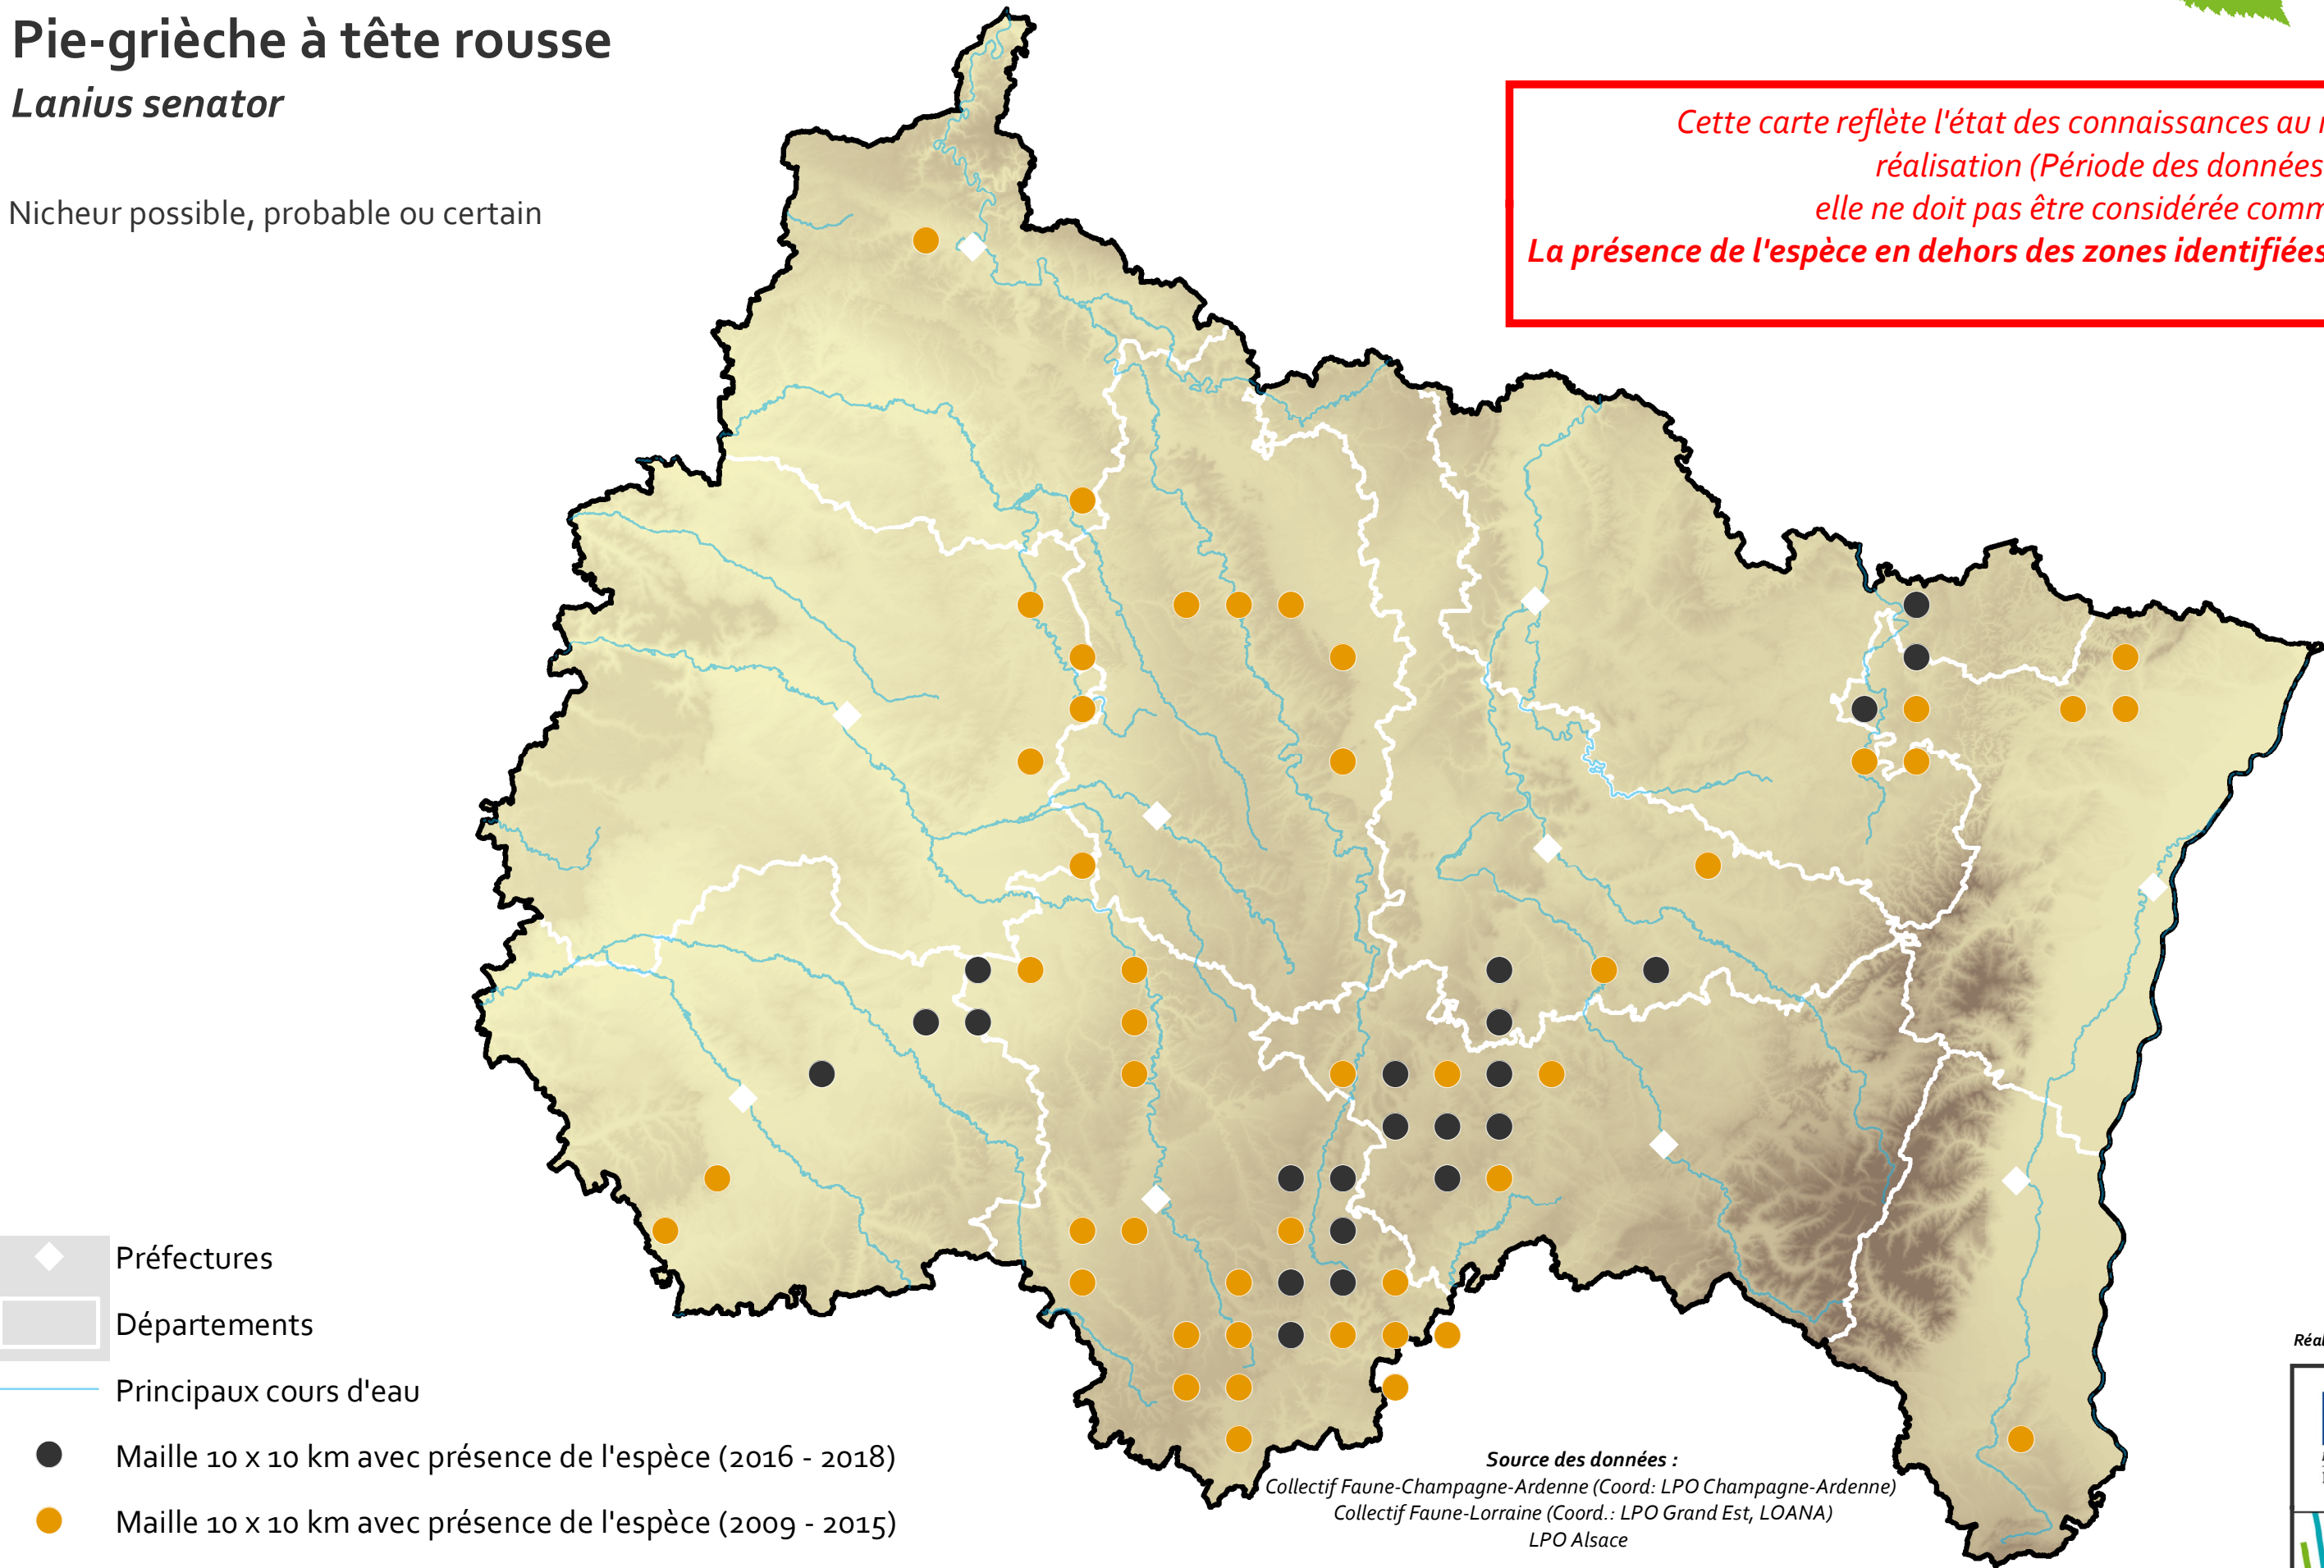 Pie-grièche à tête rousse
Lanius senator
Nicheur possible, probable ou certain
Cette carte reflète l'état des connaissances au
réalisation (Période des données
elle ne doit pas être considérée
La présence de l'espèce en dehors des zones identifiées
Préfectures
Départements
Principaux cours d'eau
Maille 10 x 10 km avec présence de l'espèce (2016 - 2018)
Maille 10 x 10 km avec présence de l'espèce (2009 - 2015)
Source des données :
Collectif Faune-Champagne-Ardenne (Coord: LPO Champagne-Ardenne)
Collectif Faune-Lorraine (Coord.: LPO Grand Est, LOANA)
LPO Alsace